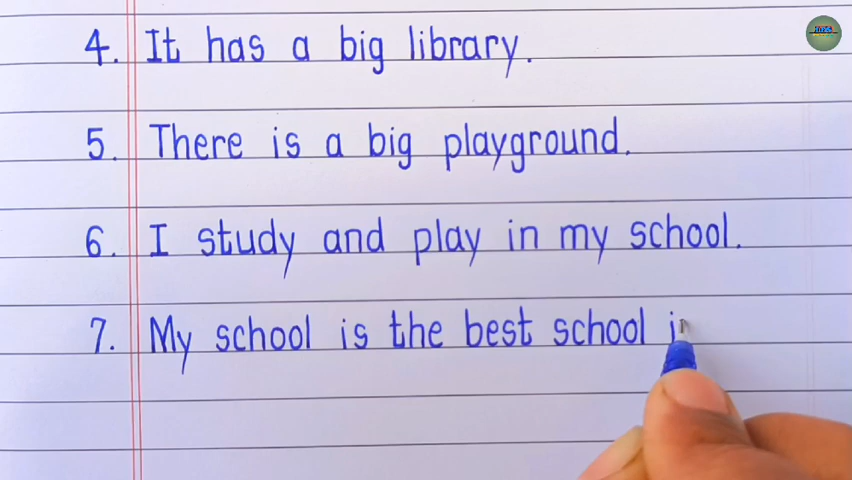 4. It has a big library.
5. There is a big playground.
6. I study and play in my school.
7. My school is the best school in